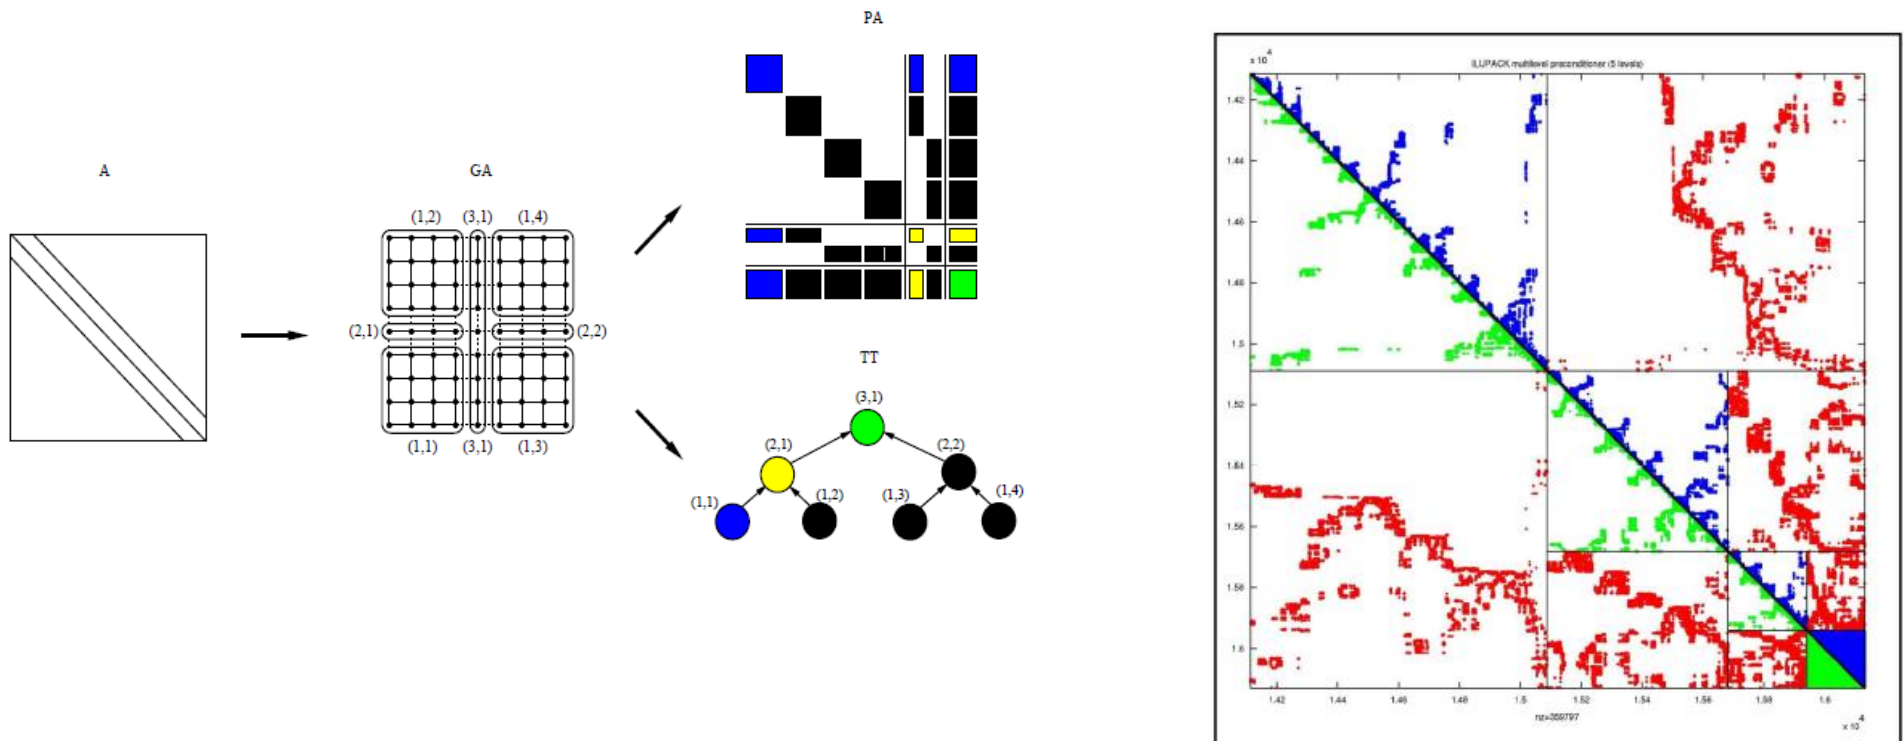 A
GA
(1,2) (3,1) (1,4)
(2,1) (2,2)
(1,1) (3,1) (1,3)
PA
TT
(3,1)
(2,1) (2,2)
(1,1) (1,2) (1,3) (1,4)
x 10 4
ILUPACK multilevel preconditioner (5 levels)
1.42
1.44
1.46
1.48
1.5
1.52
1.54
1.56
1.58
1.6
1.42 1.44 1.46 1.48 1.5 1.52 1.54 1.56 1.58 1.6
nz=359797
x 10 4